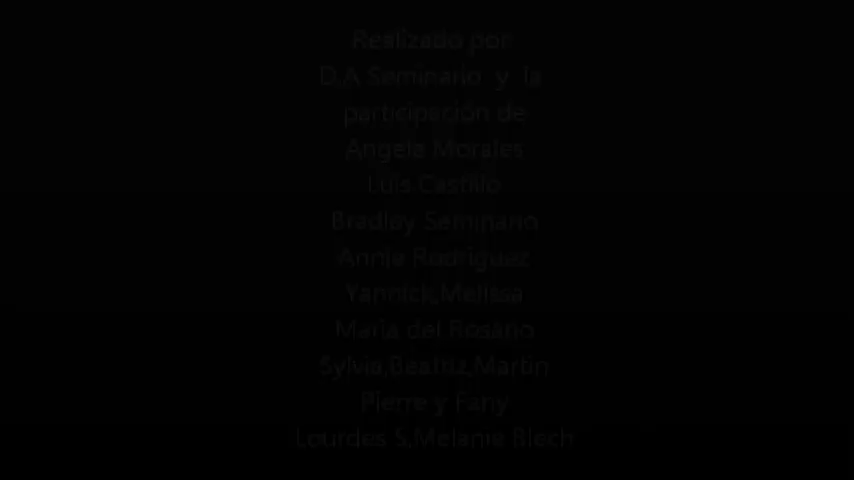 Realizado por
D,A Seminario y la
participación de
Angela Morales
Luis Castillo
Bradley Seminario
Annie Rodriguez
Yannick,Melissa
Maria del Rosario
Sylvia,Beatriz,Martin
Pierre y Fany
Lourdes S,Melanie Blech